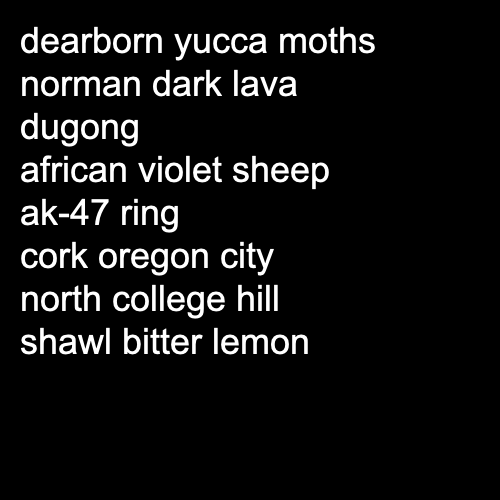 dearborn yucca moths
norman dark lava
dugong
african violet sheep
ak-47 ring
cork oregon city
north college hill
shawl bitter lemon